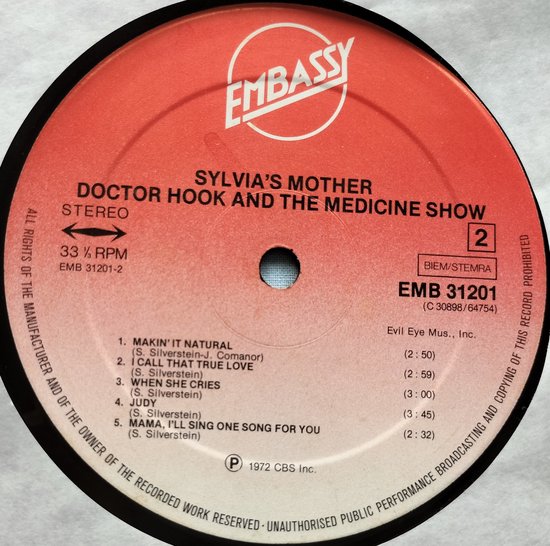 EMBASSY
SYLVIA'S MOTHER
DOCTOR HOOK AND THE MEDICINE SHOW
STEREO
33 ⅓ RPM
EMB 31201-2
2
BIEM/STEMRA
EMB 31201
(C 30898/64754)
Evil Eye Mus., Inc.
1. MAKIN' IT NATURAL (2:50)
(S. Silverstein-J. Comanor)
2. I CALL THAT TRUE LOVE (2:59)
(S. Silverstein)
3. WHEN SHE CRIES (3:00)
(S. Silverstein)
4. JUDY (3:45)
(S. Silverstein)
5. MAMA, I'LL SING ONE SONG FOR YOU (2:32)
(S. Silverstein)
Ⓟ 1972 CBS Inc.
ALL RIGHTS OF THE MANUFACTURER AND OF THE OWNER OF THE RECORDED WORK RESERVED · UNAUTHORISED PUBLIC PERFORMANCE BROADCASTING AND COPYING OF THIS RECORD PROHIBITED